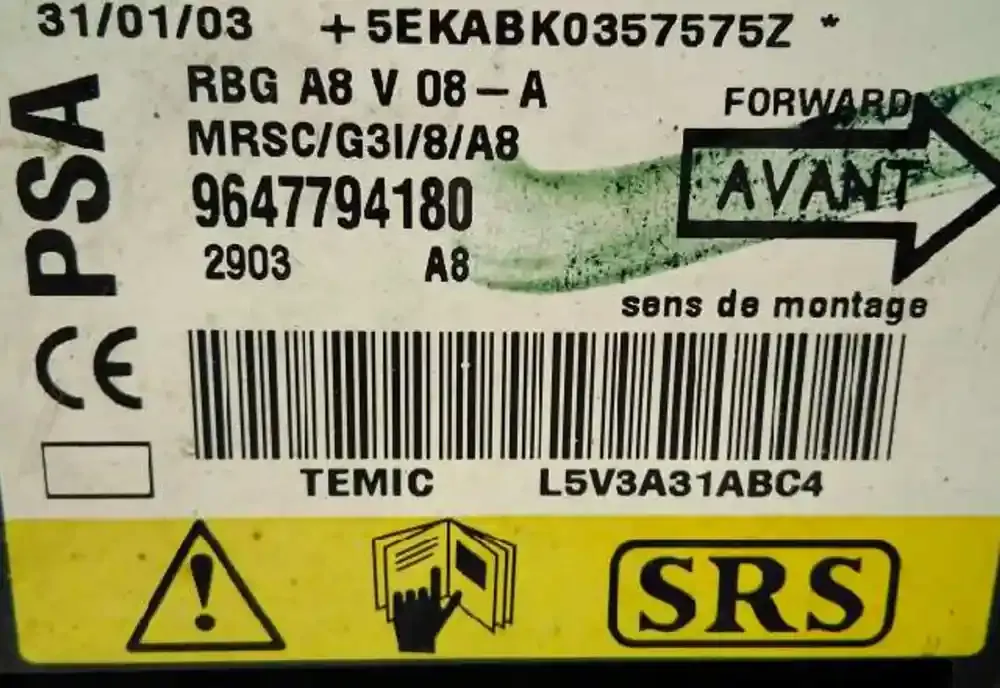 31/01/03 +5EKABK0357575Z *
PSA
RBG A8 V 08-A
MRSC/G3I/8/A8
9647794180
2903 A8
FORWARD
AVANT
sens de montage
CE
TEMIC L5V3A31ABC4
SRS